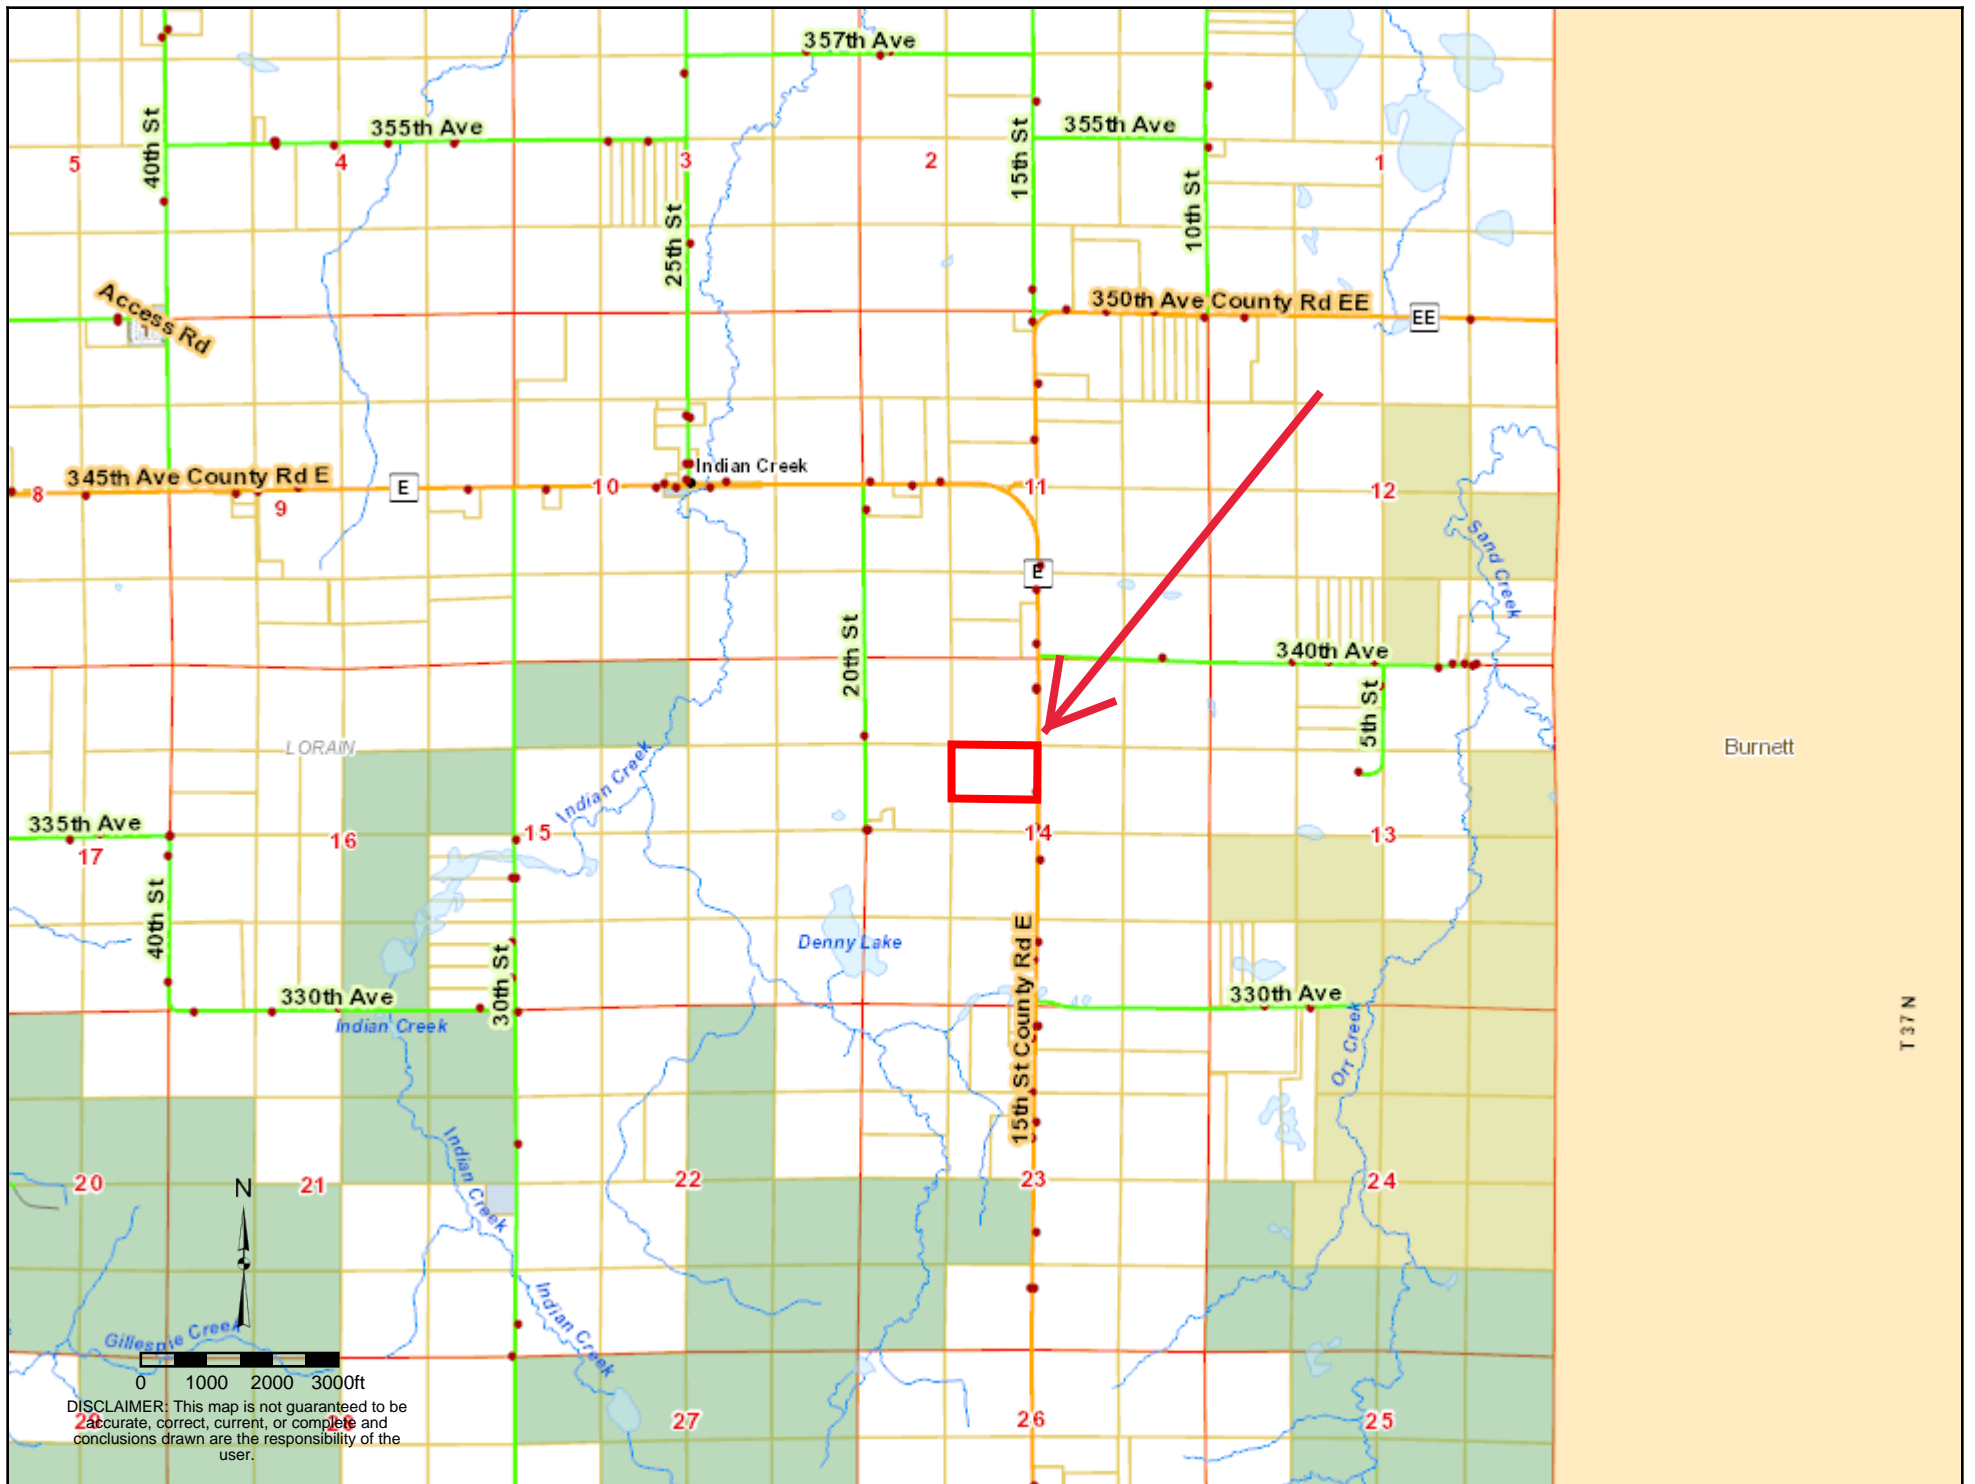 357th Ave
40th St
355th Ave
15th St
355th Ave
5
4
3
2
1
25th St
10th St
Access Rd
350th Ave County Rd EE
EE
Indian Creek
345th Ave County Rd E
E
8
9
10
11
12
Sand Creek
E
20th St
340th Ave
5th St
LORAIN
Burnett
Indian Creek
335th Ave
17
16
15
14
13
40th St
30th St
Denny Lake
15th St County Rd E
330th Ave
Indian Creek
330th Ave
Orr Creek
T 37 N
Indian Creek
20
21
22
23
24
N
Indian Creek
Gillespie Creek
0 1000 2000 3000ft
DISCLAIMER: This map is not guaranteed to be
accurate, correct, current, or complete and
conclusions drawn are the responsibility of the
user.
29
28
27
26
25